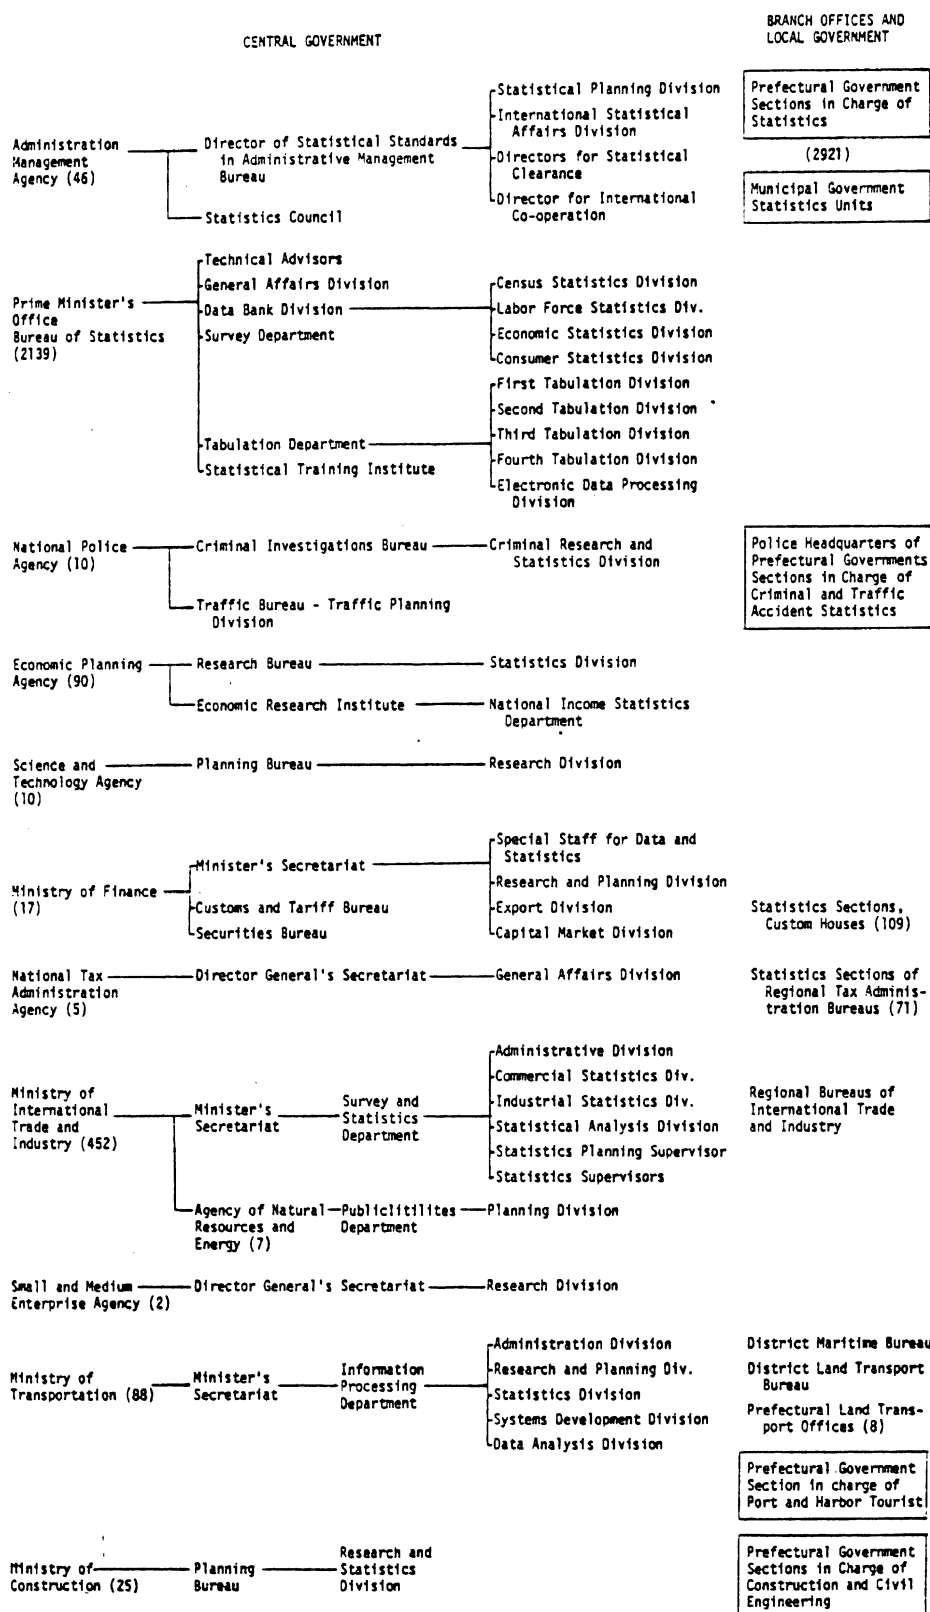 CENTRAL GOVERNMENT
BRANCH OFFICES AND
LOCAL GOVERNMENT
Administration
Management
Agency (46)
Director of Statistical Standards
in Administrative Management
Bureau
Statistics Council
Statistical Planning Division
International Statistical
Affairs Division
Directors for Statistical
Clearance
Director for International
Co-operation
Prefectural Government
Sections in Charge of
Statistics
(2921)
Municipal Government
Statistics Units
Prime Minister's
Office
Bureau of Statistics
(2139)
Technical Advisors
General Affairs Division
Data Bank Division
Survey Department
Tabulation Department
Statistical Training Institute
Census Statistics Division
Labor Force Statistics Div.
Economic Statistics Division
Consumer Statistics Division
First Tabulation Division
Second Tabulation Division
Third Tabulation Division
Fourth Tabulation Division
Electronic Data Processing
Division
National Police
Agency (10)
Criminal Investigations Bureau
Traffic Bureau - Traffic Planning
Division
Criminal Research and
Statistics Division
Police Headquarters of
Prefectural Governments
Sections in Charge of
Criminal and Traffic
Accident Statistics
Economic Planning
Agency (90)
Research Bureau
Economic Research Institute
Statistics Division
National Income Statistics
Department
Science and
Technology Agency
(10)
Planning Bureau
Research Division
Ministry of Finance
(17)
Minister's Secretariat
Customs and Tariff Bureau
Securities Bureau
Special Staff for Data and
Statistics
Research and Planning Division
Export Division
Capital Market Division
Statistics Sections,
Custom Houses (109)
National Tax
Administration
Agency (5)
Director General's Secretariat
General Affairs Division
Statistics Sections of
Regional Tax Adminis-
tration Bureaus (71)
Ministry of
International
Trade and
Industry (452)
Minister's
Secretariat
Survey and
Statistics
Department
Administrative Division
Commercial Statistics Div.
Industrial Statistics Div.
Statistical Analysis Division
Statistics Planning Supervisor
Statistics Supervisors
Regional Bureaus of
International Trade
and Industry
Agency of Natural
Resources and
Energy (7)
Publiclitilites
Department
Planning Division
Small and Medium
Enterprise Agency (2)
Director General's Secretariat
Research Division
Ministry of
Transportation (88)
Minister's
Secretariat
Information
Processing
Department
Administration Division
Research and Planning Div.
Statistics Division
Systems Development Division
Data Analysis Division
District Maritime Bureau
District Land Transport
Bureau
Prefectural Land Trans-
port Offices (8)
Prefectural Government
Section in charge of
Port and Harbor Tourist
Ministry of
Construction (25)
Planning
Bureau
Research and
Statistics
Division
Prefectural Government
Sections in Charge of
Construction and Civil
Engineering